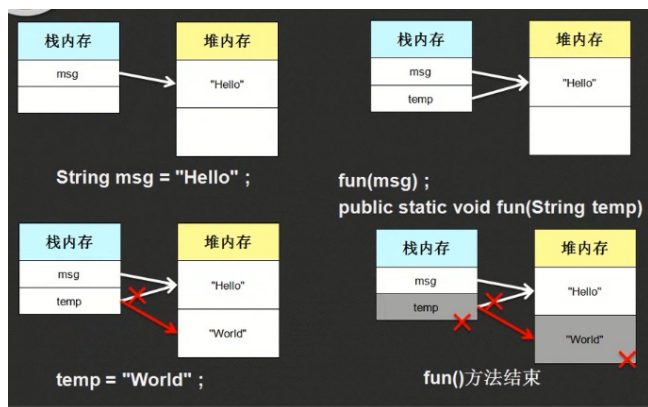 栈内存
堆内存
msg
"Hello"
String msg = "Hello" ;
栈内存
堆内存
msg
temp
"Hello"
fun(msg) ;
public static void fun(String temp)
栈内存
堆内存
msg
temp
"Hello"
"World"
temp = "World" ;
栈内存
堆内存
msg
temp
"Hello"
"World"
fun()方法结束